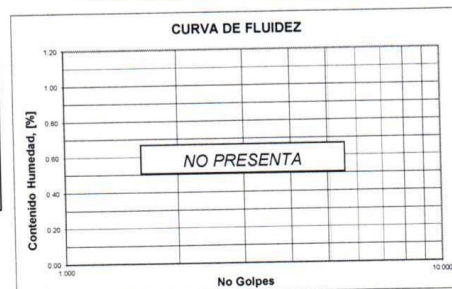 CURVA DE FLUIDEZ
Contenido Humedad, [%]
1.20
1.00
0.80
0.60
0.40
0.20
0.00
NO PRESENTA
1.000
10.000
No Golpes